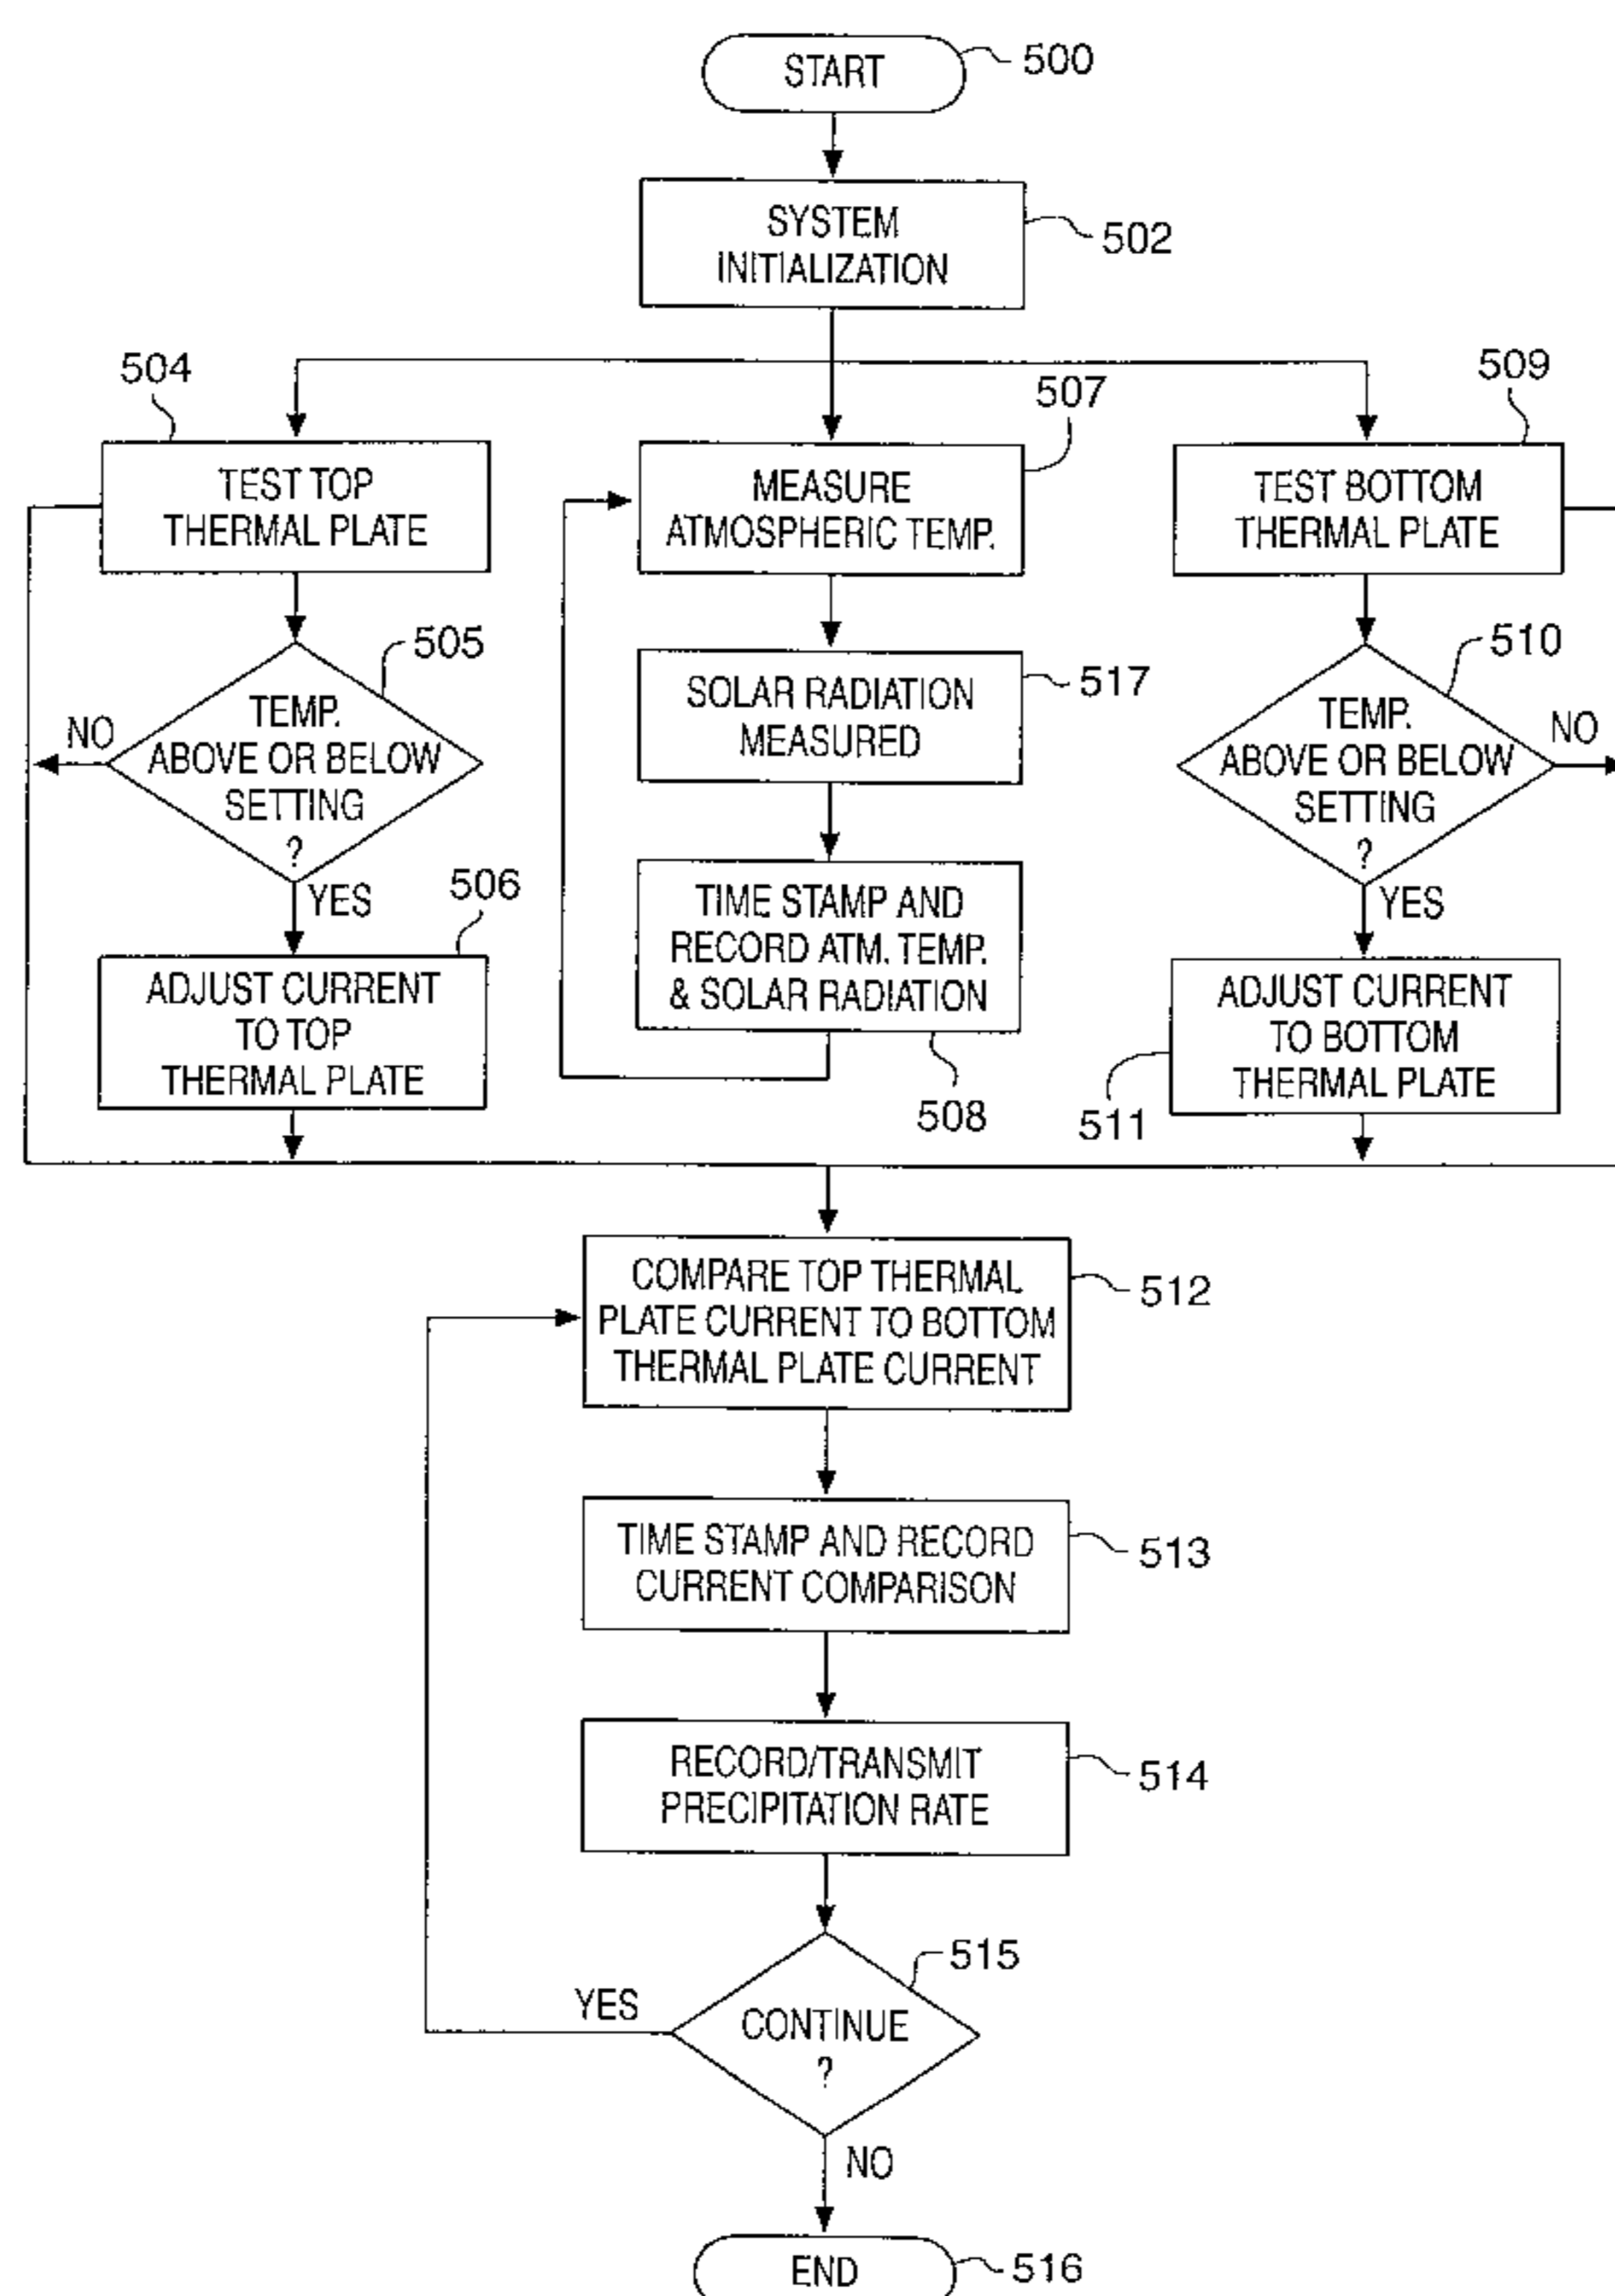 START
500
SYSTEM
INITIALIZATION
502
504
507
509
TEST TOP
THERMAL PLATE
MEASURE
ATMOSPHERIC TEMP.
TEST BOTTOM
THERMAL PLATE
505
TEMP.
ABOVE OR BELOW
SETTING
?
NO
YES
SOLAR RADIATION
MEASURED
517
510
TEMP.
ABOVE OR BELOW
SETTING
?
NO
YES
506
ADJUST CURRENT
TO TOP
THERMAL PLATE
TIME STAMP AND
RECORD ATM. TEMP.
& SOLAR RADIATION
508
ADJUST CURRENT
TO BOTTOM
THERMAL PLATE
511
COMPARE TOP THERMAL
PLATE CURRENT TO BOTTOM
THERMAL PLATE CURRENT
512
TIME STAMP AND RECORD
CURRENT COMPARISON
513
RECORD/TRANSMIT
PRECIPITATION RATE
514
515
YES
CONTINUE
?
NO
END
516